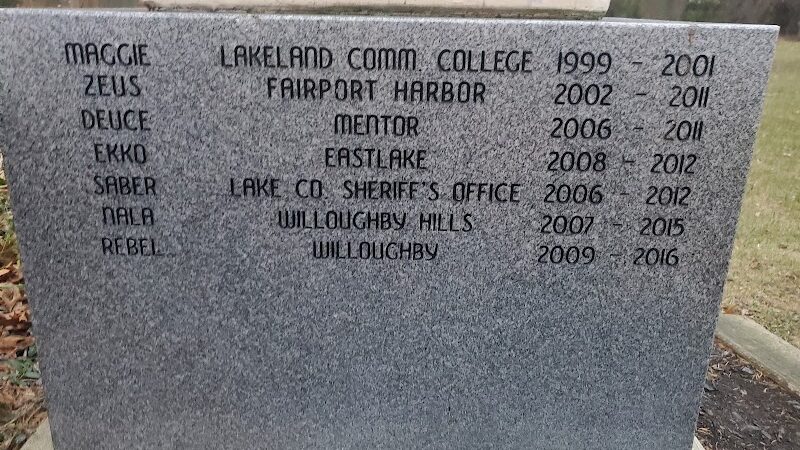 MAGGIE LAKELAND COMM. COLLEGE 1999 - 2001
ZEUS FAIRPORT HARBOR 2002 - 2011
DEUCE MENTOR 2006 - 2011
EKKO EASTLAKE 2008 - 2012
SABER LAKE CO. SHERIFF'S OFFICE 2006 - 2012
NALA WILLOUGHBY HILLS 2007 - 2015
REBEL WILLOUGHBY 2009 - 2016